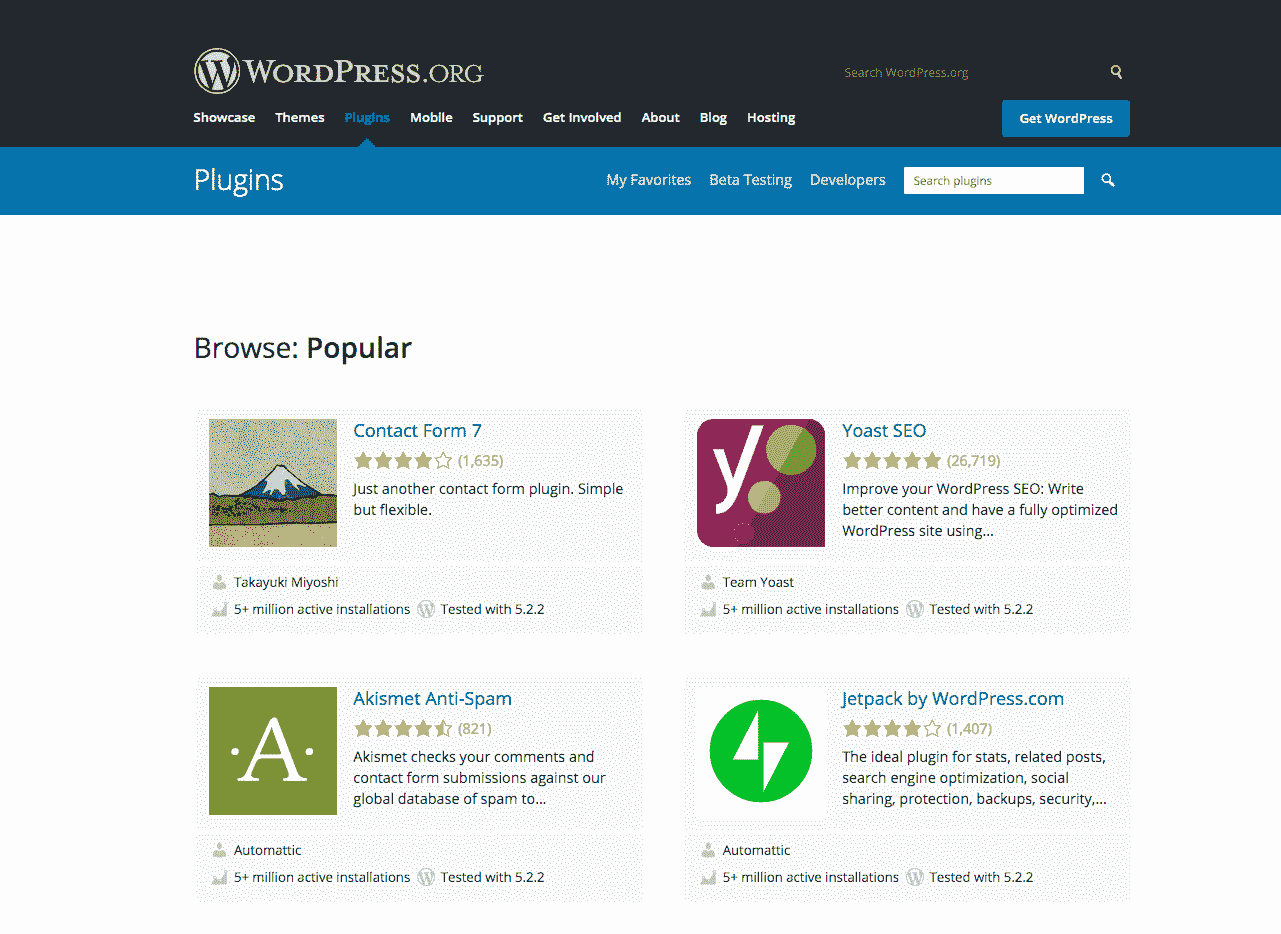 WORDPRESS.ORG
Search WordPress.org
Showcase Themes Plugins Mobile Support Get Involved About Blog Hosting
Get WordPress
Plugins
My Favorites Beta Testing Developers
Search plugins
Browse: Popular
Contact Form 7
(1,635)
Just another contact form plugin. Simple
but flexible.
Takayuki Miyoshi
5+ million active installations
Tested with 5.2.2
y
Yoast SEO
(26,719)
Improve your WordPress SEO: Write
better content and have a fully optimized
WordPress site using...
Team Yoast
5+ million active installations
Tested with 5.2.2
·A·
Akismet Anti-Spam
(821)
Akismet checks your comments and
contact form submissions against our
global database of spam to...
Automattic
5+ million active installations
Tested with 5.2.2
Jetpack by WordPress.com
(1,407)
The ideal plugin for stats, related posts,
search engine optimization, social
sharing, protection, backups, security,...
Automattic
5+ million active installations
Tested with 5.2.2